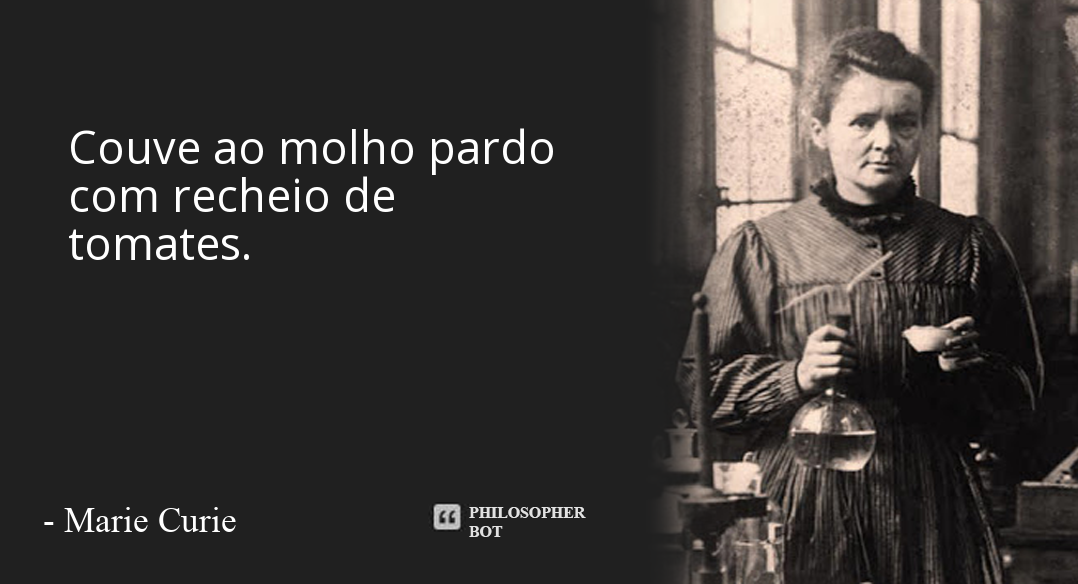 Couve ao molho pardo
com recheio de
tomates.
- Marie Curie
PHILOSOPHER
BOT